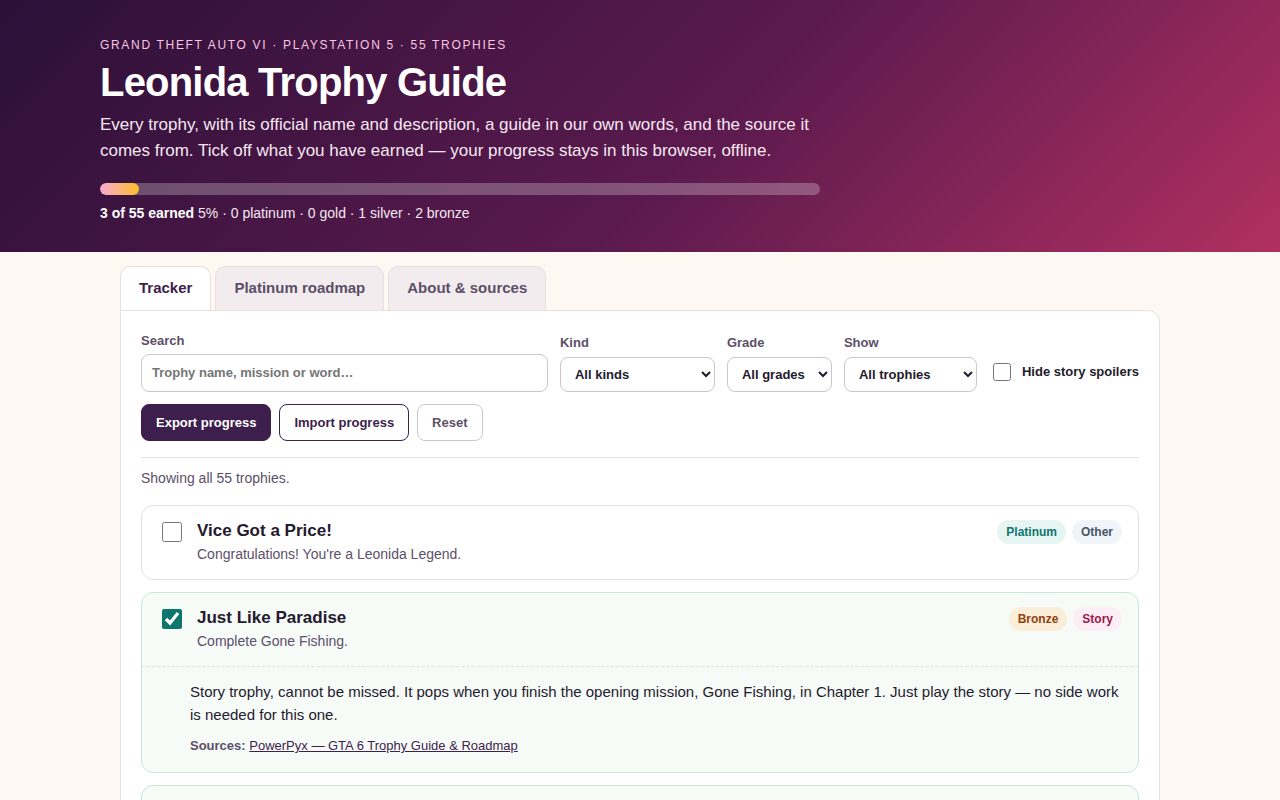 GRAND THEFT AUTO VI · PLAYSTATION 5 · 55 TROPHIES
Leonida Trophy Guide
Every trophy, with its official name and description, a guide in our own words, and the source it
comes from. Tick off what you have earned — your progress stays in this browser, offline.
3 of 55 earned 5% · 0 platinum · 0 gold · 1 silver · 2 bronze
Tracker
Platinum roadmap
About & sources
Search
Kind
Grade
Show
Trophy name, mission or word…
All kinds
All grades
All trophies
Hide story spoilers
Export progress
Import progress
Reset
Showing all 55 trophies.
Vice Got a Price!
Platinum
Other
Congratulations! You're a Leonida Legend.
Just Like Paradise
Bronze
Story
Complete Gone Fishing.
Story trophy, cannot be missed. It pops when you finish the opening mission, Gone Fishing, in Chapter 1. Just play the story — no side work
is needed for this one.
Sources: PowerPyx — GTA 6 Trophy Guide & Roadmap